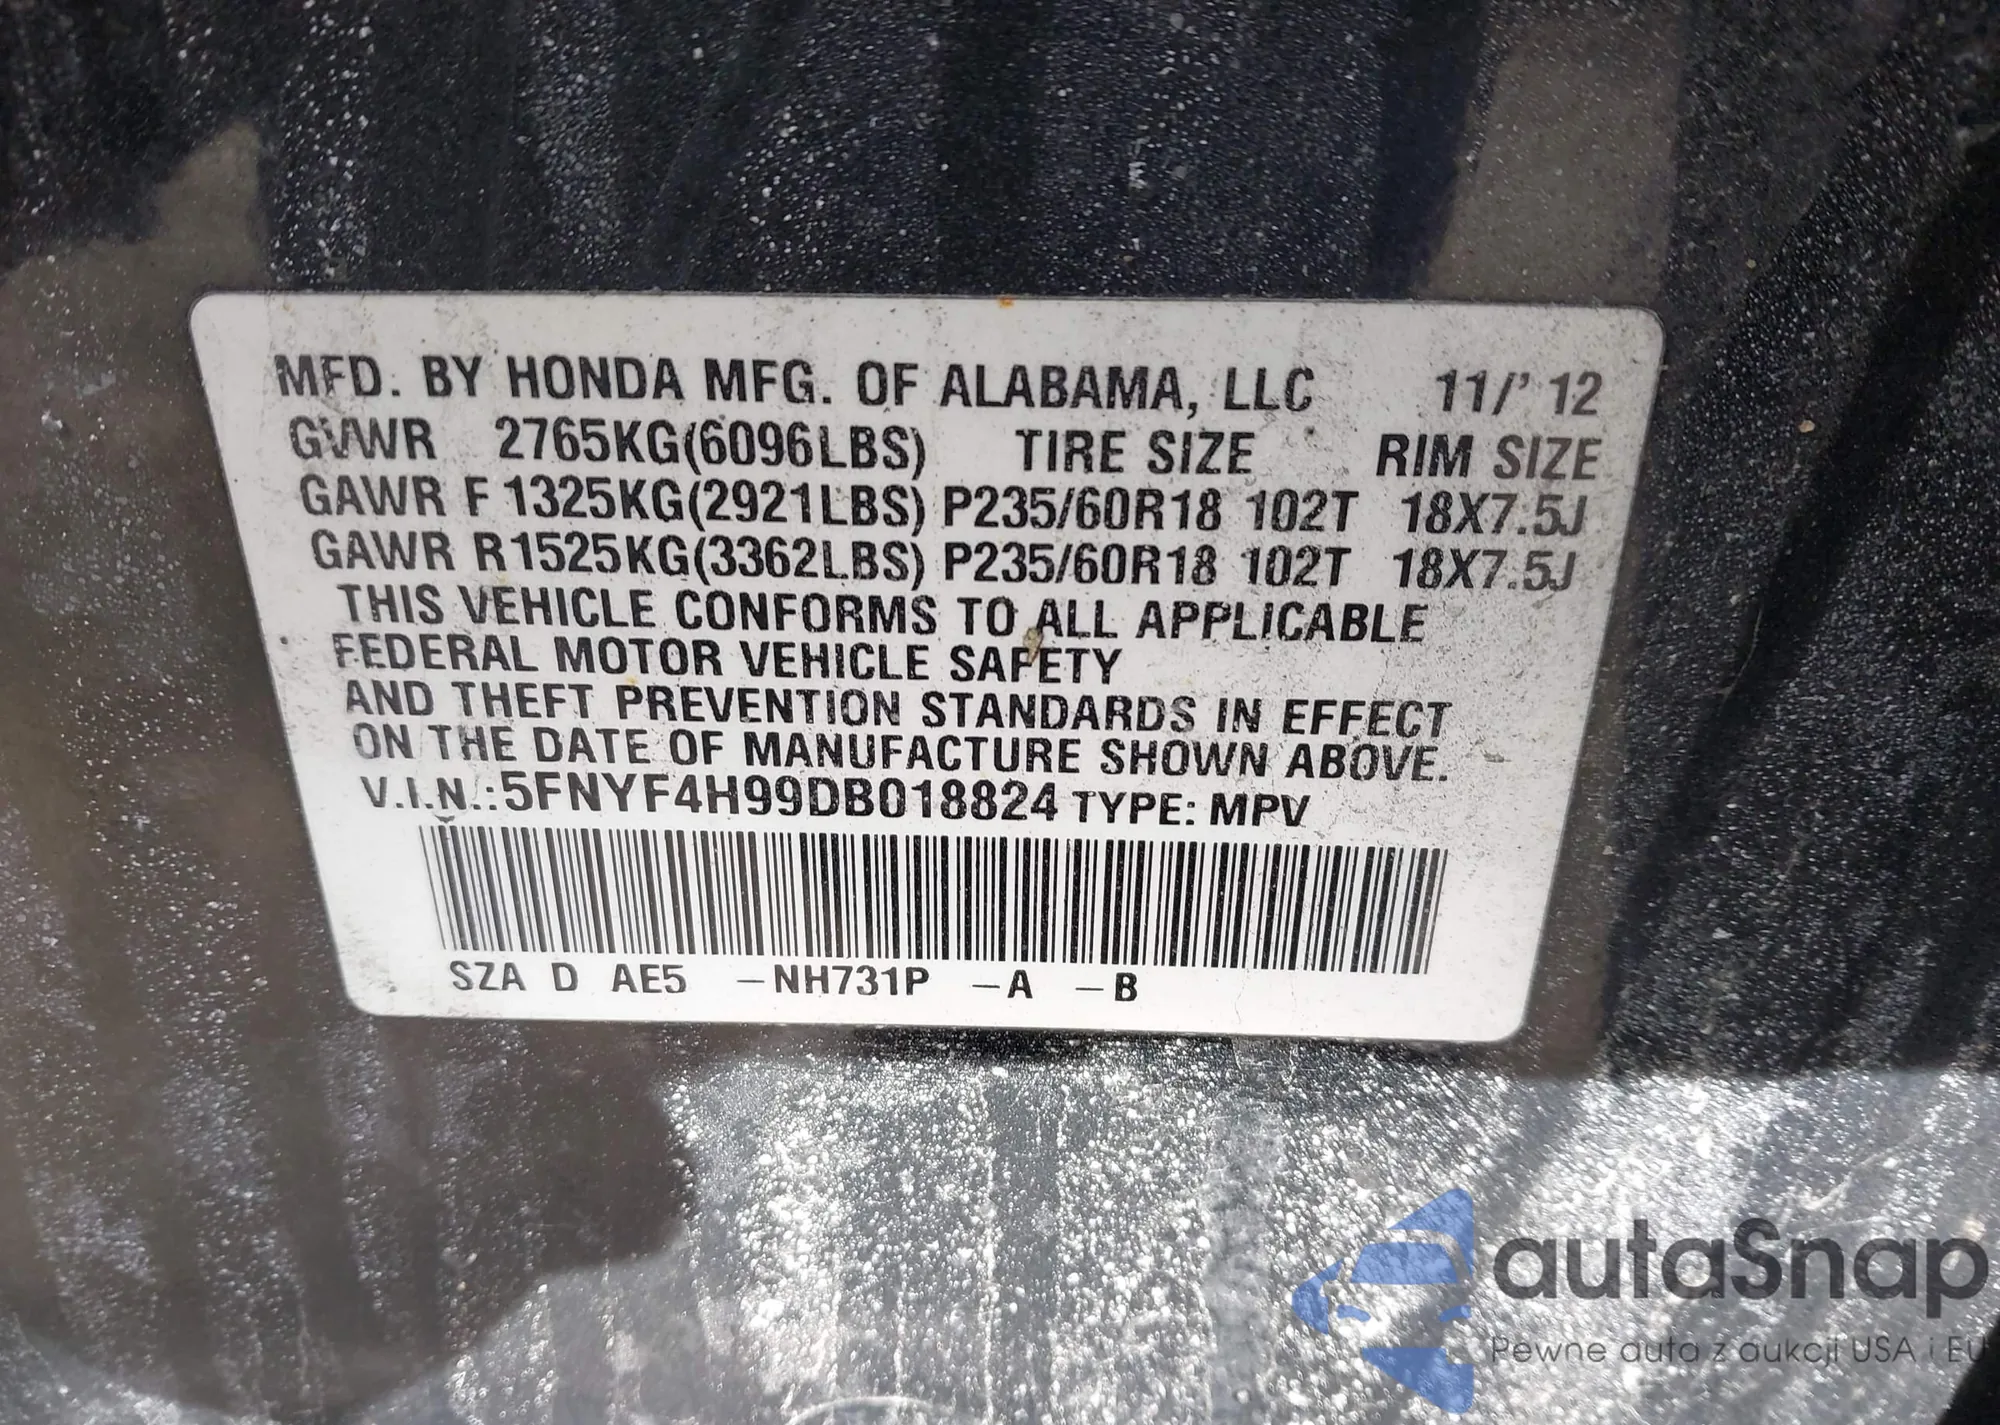 MFD. BY HONDA MFG. OF ALABAMA, LLC 11/' 12
GVWR 2765KG(6096LBS) TIRE SIZE RIM SIZE
GAWR F 1325KG(2921LBS) P235/60R18 102T 18X7.5J
GAWR R1525KG(3362LBS) P235/60R18 102T 18X7.5J
THIS VEHICLE CONFORMS TO ALL APPLICABLE
FEDERAL MOTOR VEHICLE SAFETY
AND THEFT PREVENTION STANDARDS IN EFFECT
ON THE DATE OF MANUFACTURE SHOWN ABOVE.
V.I.N.:5FNYF4H99DB018824 TYPE: MPV
SZA D AE5 -NH731P -A -B
autaSnap
Pewne auta z aukcji USA i EU